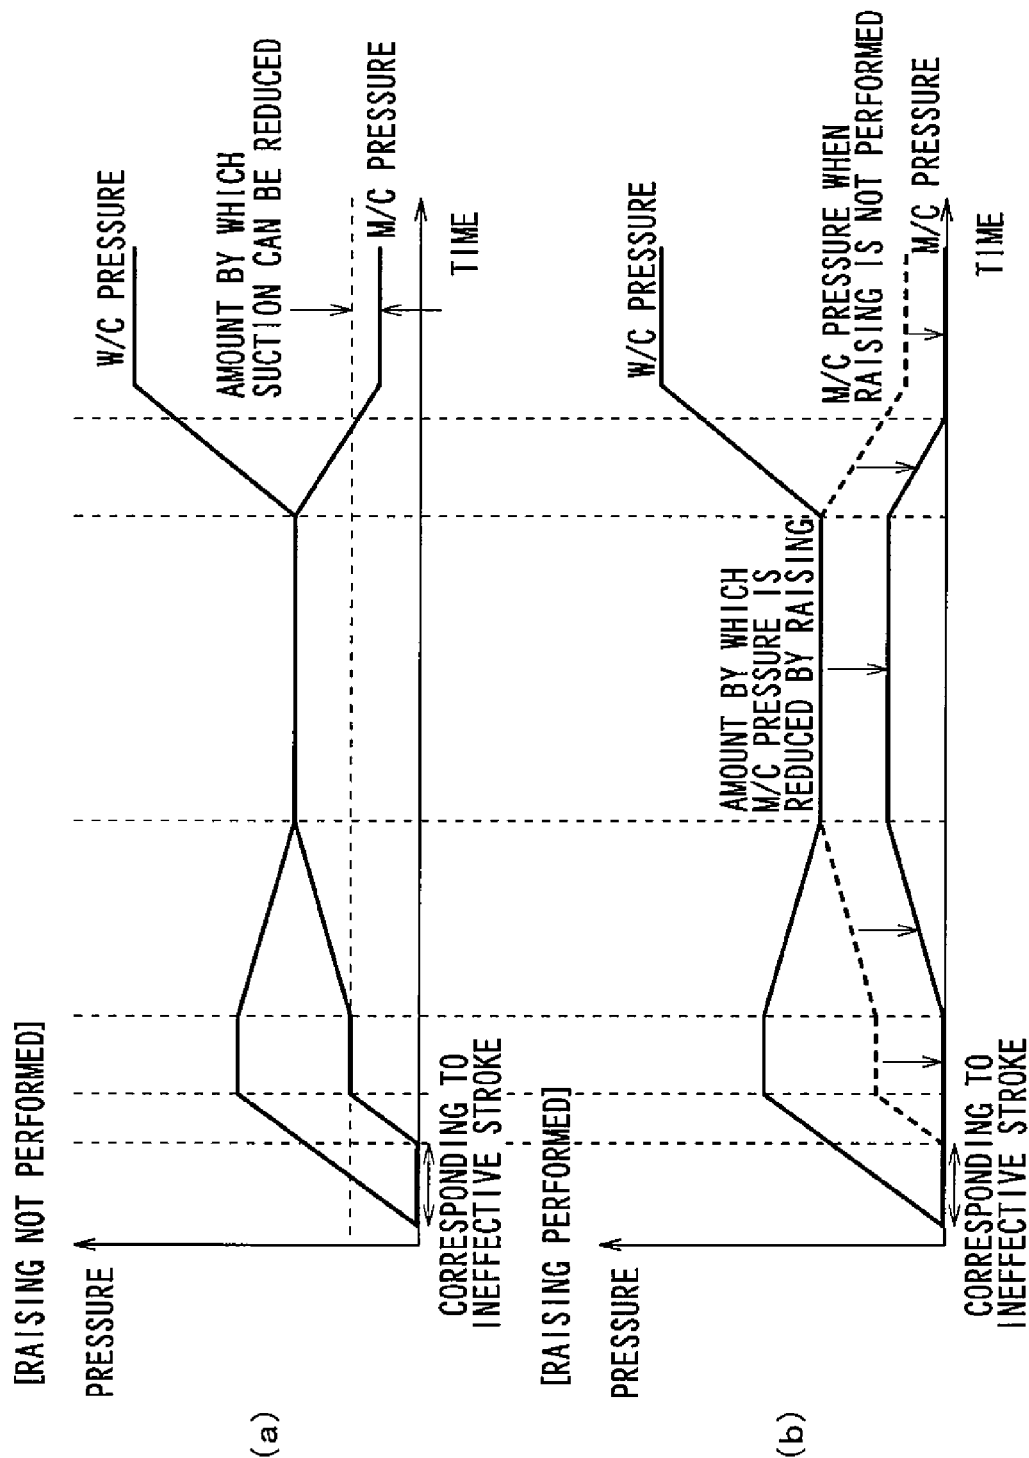 [RAISING NOT PERFORMED]
(a)
PRESSURE
W/C PRESSURE
AMOUNT BY WHICH
SUCTION CAN BE REDUCED
M/C PRESSURE
TIME
CORRESPONDING TO
INEFFECTIVE STROKE
[RAISING PERFORMED]
(b)
PRESSURE
W/C PRESSURE
AMOUNT BY WHICH
M/C PRESSURE IS
REDUCED BY RAISING
M/C PRESSURE WHEN
RAISING IS NOT PERFORMED
M/C PRESSURE
TIME
CORRESPONDING TO
INEFFECTIVE STROKE